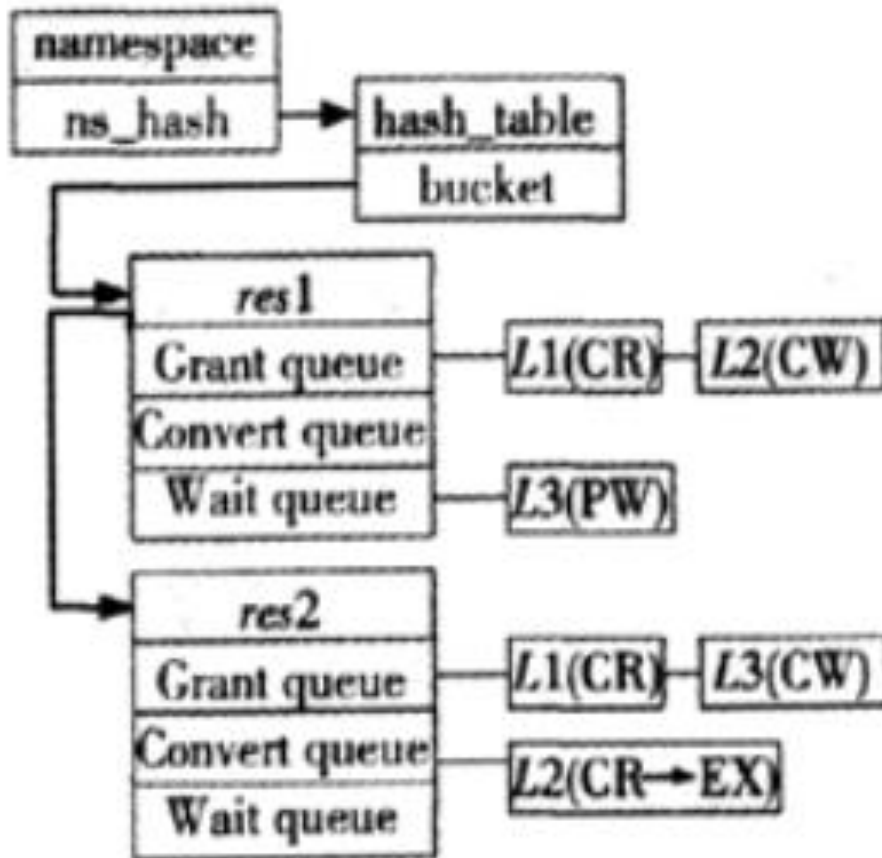 namespace
ns_hash
hash_table
bucket
res1
Grant queue
L1(CR)
L2(CW)
Convert queue
Wait queue
L3(PW)
res2
Grant queue
L1(CR)
L3(CW)
Convert queue
L2(CR→EX)
Wait queue